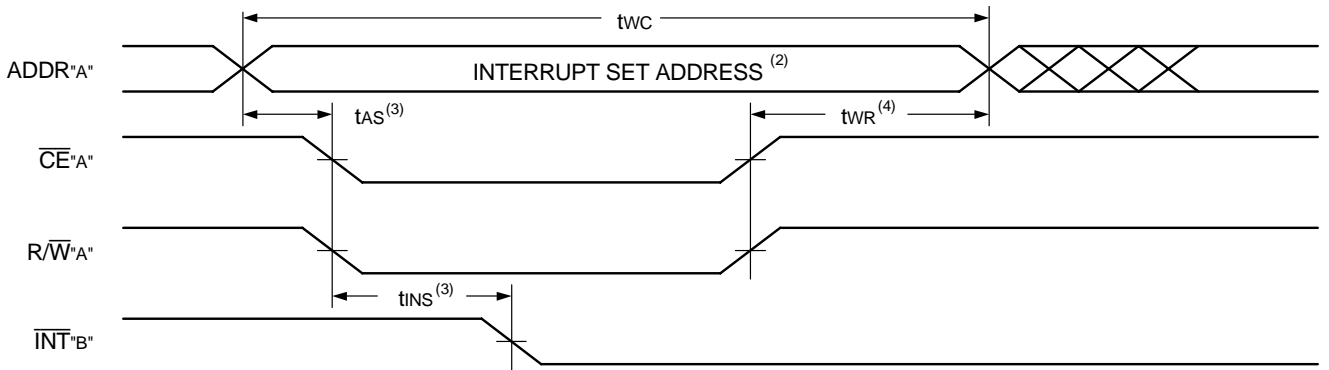 tWC
ADDR"A"
INTERRUPT SET ADDRESS (2)
tAS(3)
tWR(4)
CE"A"
R/W"A"
tINS(3)
INT"B"